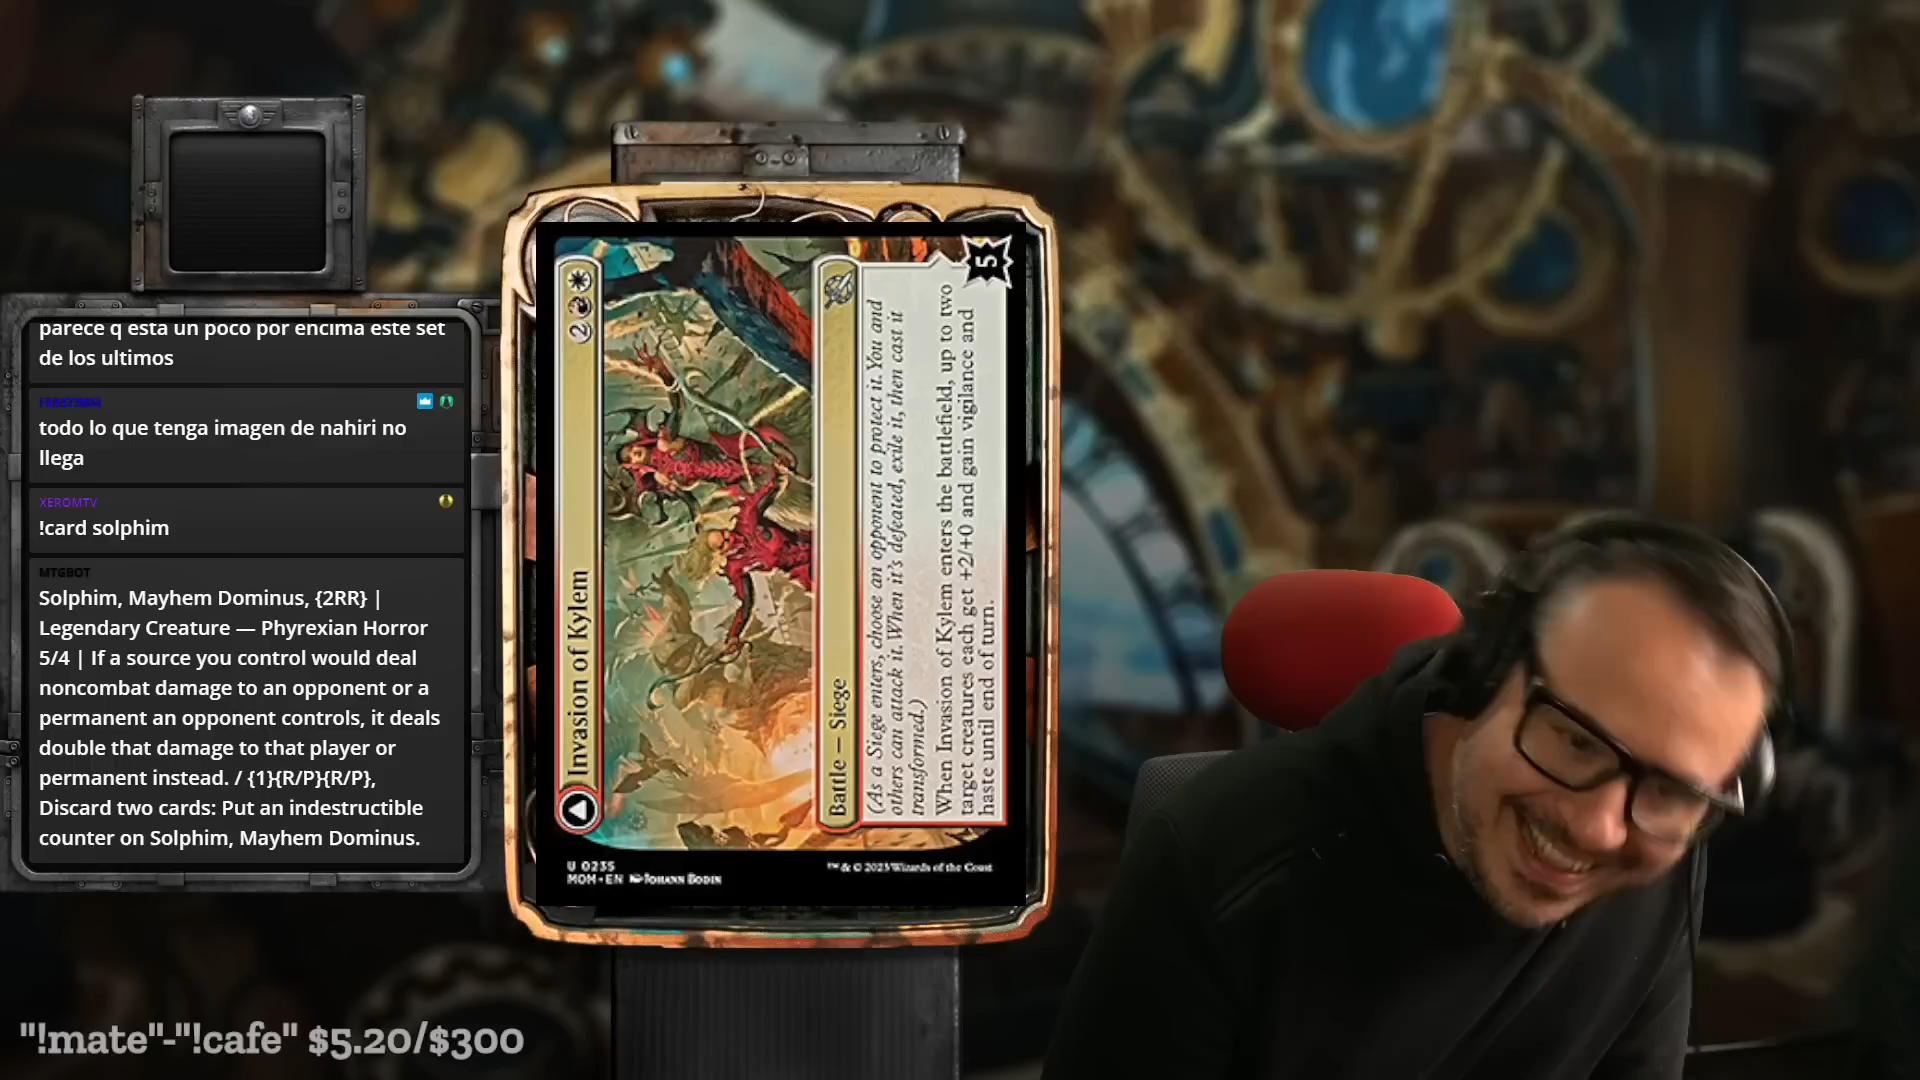 parece q esta un poco por encima este set
de los ultimos
todo lo que tenga imagen de nahiri no
llega
XEROMTV
!card solphim
MTGBOT
Solphim, Mayhem Dominus, {2RR} |
Legendary Creature — Phyrexian Horror
5/4 | If a source you control would deal
noncombat damage to an opponent or a
permanent an opponent controls, it deals
double that damage to that player or
permanent instead. / {1}{R/P}{R/P},
Discard two cards: Put an indestructible
counter on Solphim, Mayhem Dominus.
Invasion of Kylem
2
Battle — Siege
(As a Siege enters, choose an opponent to protect it. You and
others can attack it. When it's defeated, exile it, then cast it
transformed.)
When Invasion of Kylem enters the battlefield, up to two
target creatures each get +2/+0 and gain vigilance and
haste until end of turn.
5
U 0235
MOM • EN Johann Bodin
™ & © 2023 Wizards of the Coast
"!mate"-"!cafe" $5.20/$300